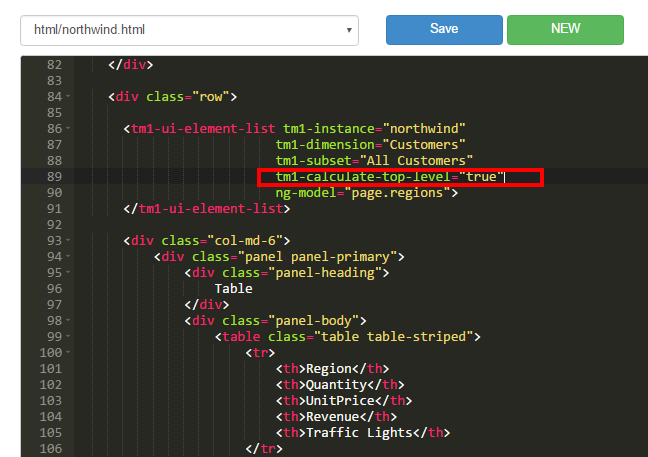 html/northwind.html
Save
NEW
82 </div>
83
84 <div class="row">
85
86 <tm1-ui-element-list tm1-instance="northwind"
87 tm1-dimension="Customers"
88 tm1-subset="All Customers"
89 tm1-calculate-top-level="true"
90 ng-model="page.regions">
91 </tm1-ui-element-list>
92
93 <div class="col-md-6">
94 <div class="panel panel-primary">
95 <div class="panel-heading">
96 Table
97 </div>
98 <div class="panel-body">
99 <table class="table table-striped">
100 <tr>
101 <th>Region</th>
102 <th>Quantity</th>
103 <th>UnitPrice</th>
104 <th>Revenue</th>
105 <th>Traffic Lights</th>
106 </tr>